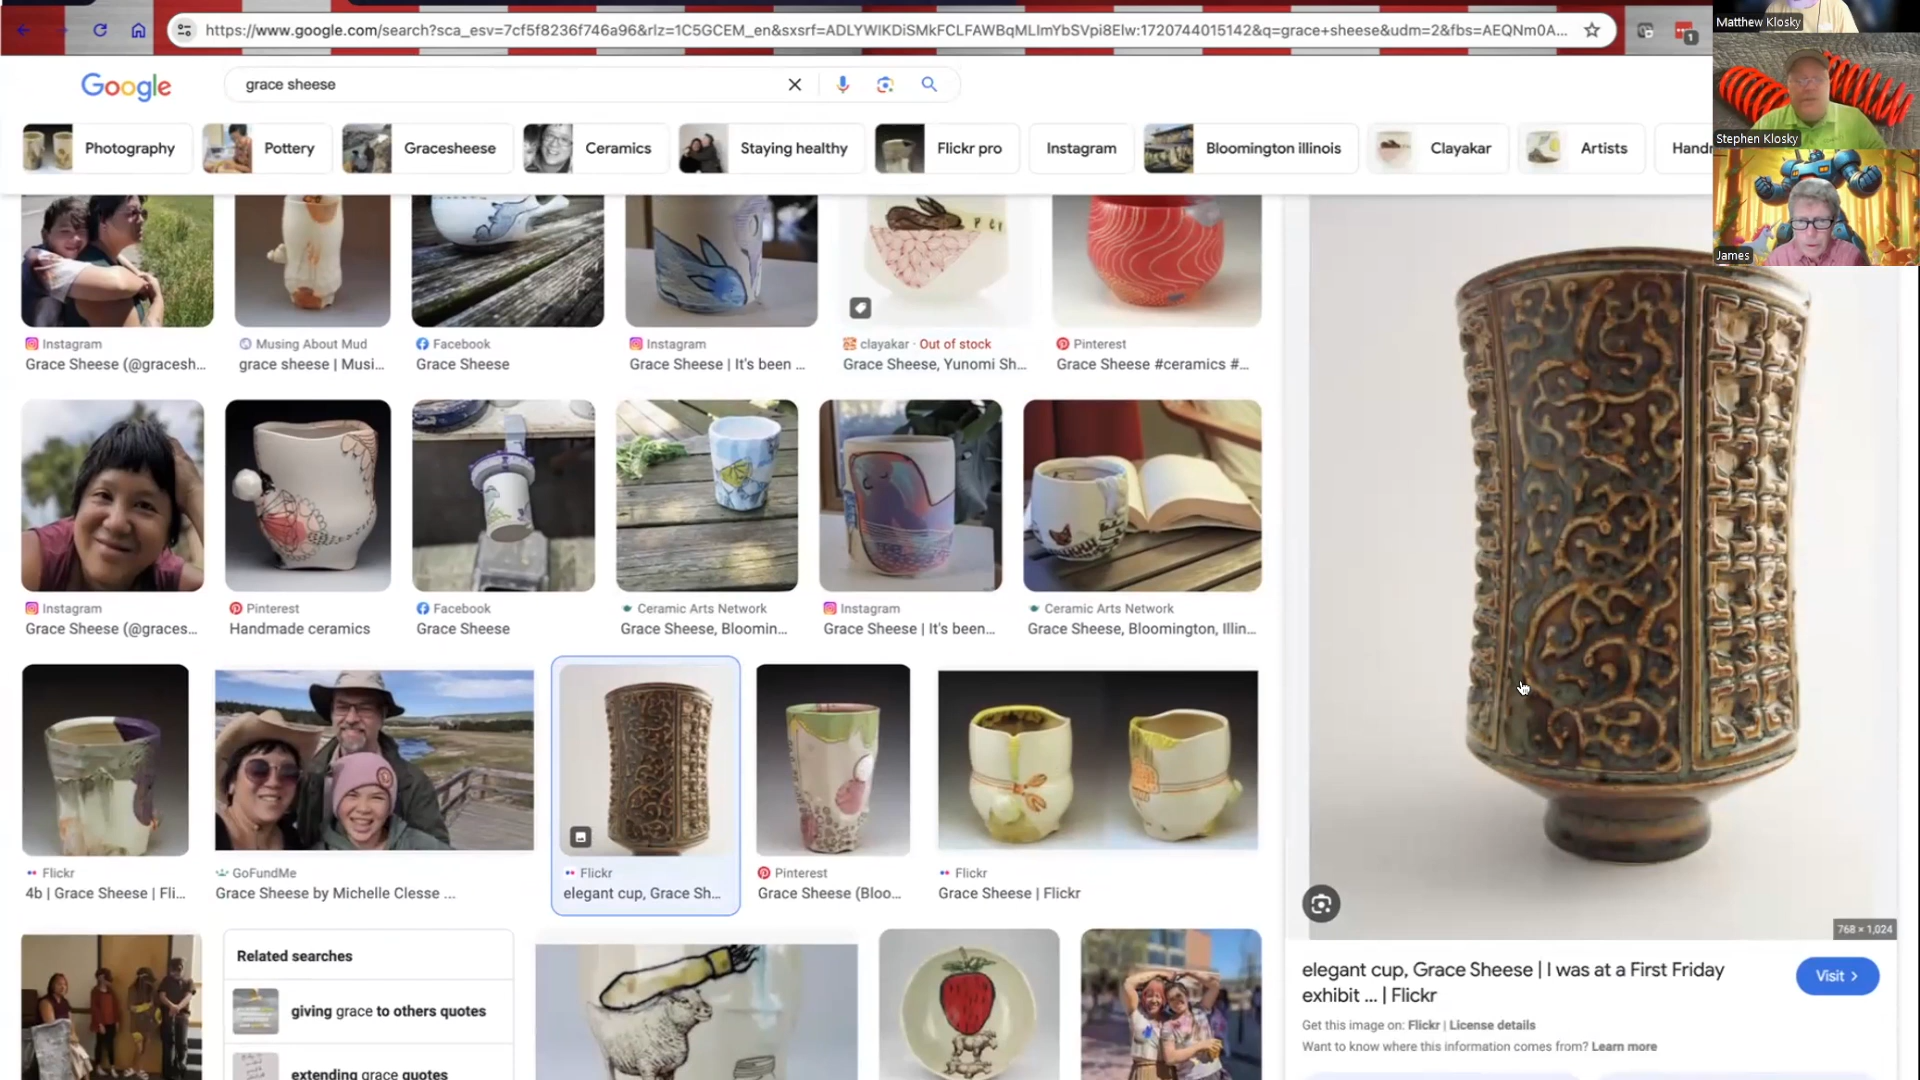 https://www.google.com/search?sca_esv=7cf5f8236f746a96&rlz=1C5GCEM_en&sxsrf=ADLYWIKDiSMkFCLFAWBqMLImYbSVpi8EIw:1720744015142&q=grace+sheese&udm=2&fbs=AEQNm0A...
1
Matthew Klosky
Stephen Klosky
James
Google
grace sheese
Photography
Pottery
Gracesheese
Ceramics
Staying healthy
Flickr pro
Instagram
Bloomington illinois
Clayakar
Artists
Instagram
Grace Sheese (@gracesh...
Musing About Mud
grace sheese | Musi...
Facebook
Grace Sheese
Instagram
Grace Sheese | It's been ...
clayakar · Out of stock
Grace Sheese, Yunomi Sh...
Pinterest
Grace Sheese #ceramics #...
Instagram
Grace Sheese (@graces...
Pinterest
Handmade ceramics
Facebook
Grace Sheese
Ceramic Arts Network
Grace Sheese, Bloomin...
Instagram
Grace Sheese | It's been...
Ceramic Arts Network
Grace Sheese, Bloomington, Illin...
Flickr
4b | Grace Sheese | Fli...
GoFundMe
Grace Sheese by Michelle Clesse ...
Flickr
elegant cup, Grace Sh...
Pinterest
Grace Sheese (Bloo...
Flickr
Grace Sheese | Flickr
Related searches
giving grace to others quotes
extending grace quotes
768 × 1,024
elegant cup, Grace Sheese | I was at a First Friday
exhibit ... | Flickr
Visit
Get this image on: Flickr | License details
Want to know where this information comes from? Learn more